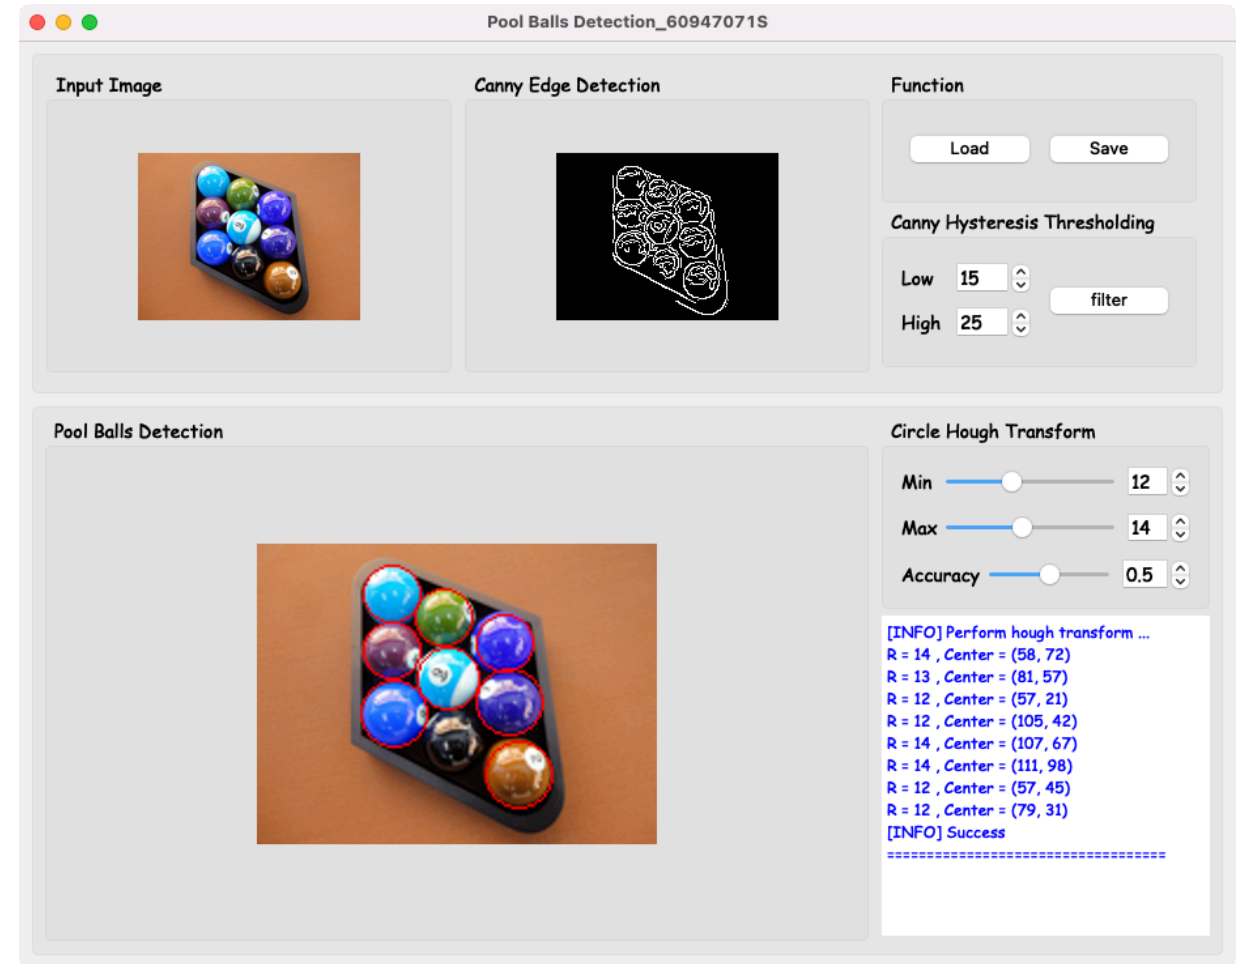 Pool Balls Detection_60947071S
Input Image
Canny Edge Detection
Function
Load
Save
Canny Hysteresis Thresholding
Low 15
High 25
filter
Pool Balls Detection
Circle Hough Transform
Min 12
Max 14
Accuracy 0.5
[INFO] Perform hough transform ...
R = 14 , Center = (58, 72)
R = 13 , Center = (81, 57)
R = 12 , Center = (57, 21)
R = 12 , Center = (105, 42)
R = 14 , Center = (107, 67)
R = 14 , Center = (111, 98)
R = 12 , Center = (57, 45)
R = 12 , Center = (79, 31)
[INFO] Success
===================================